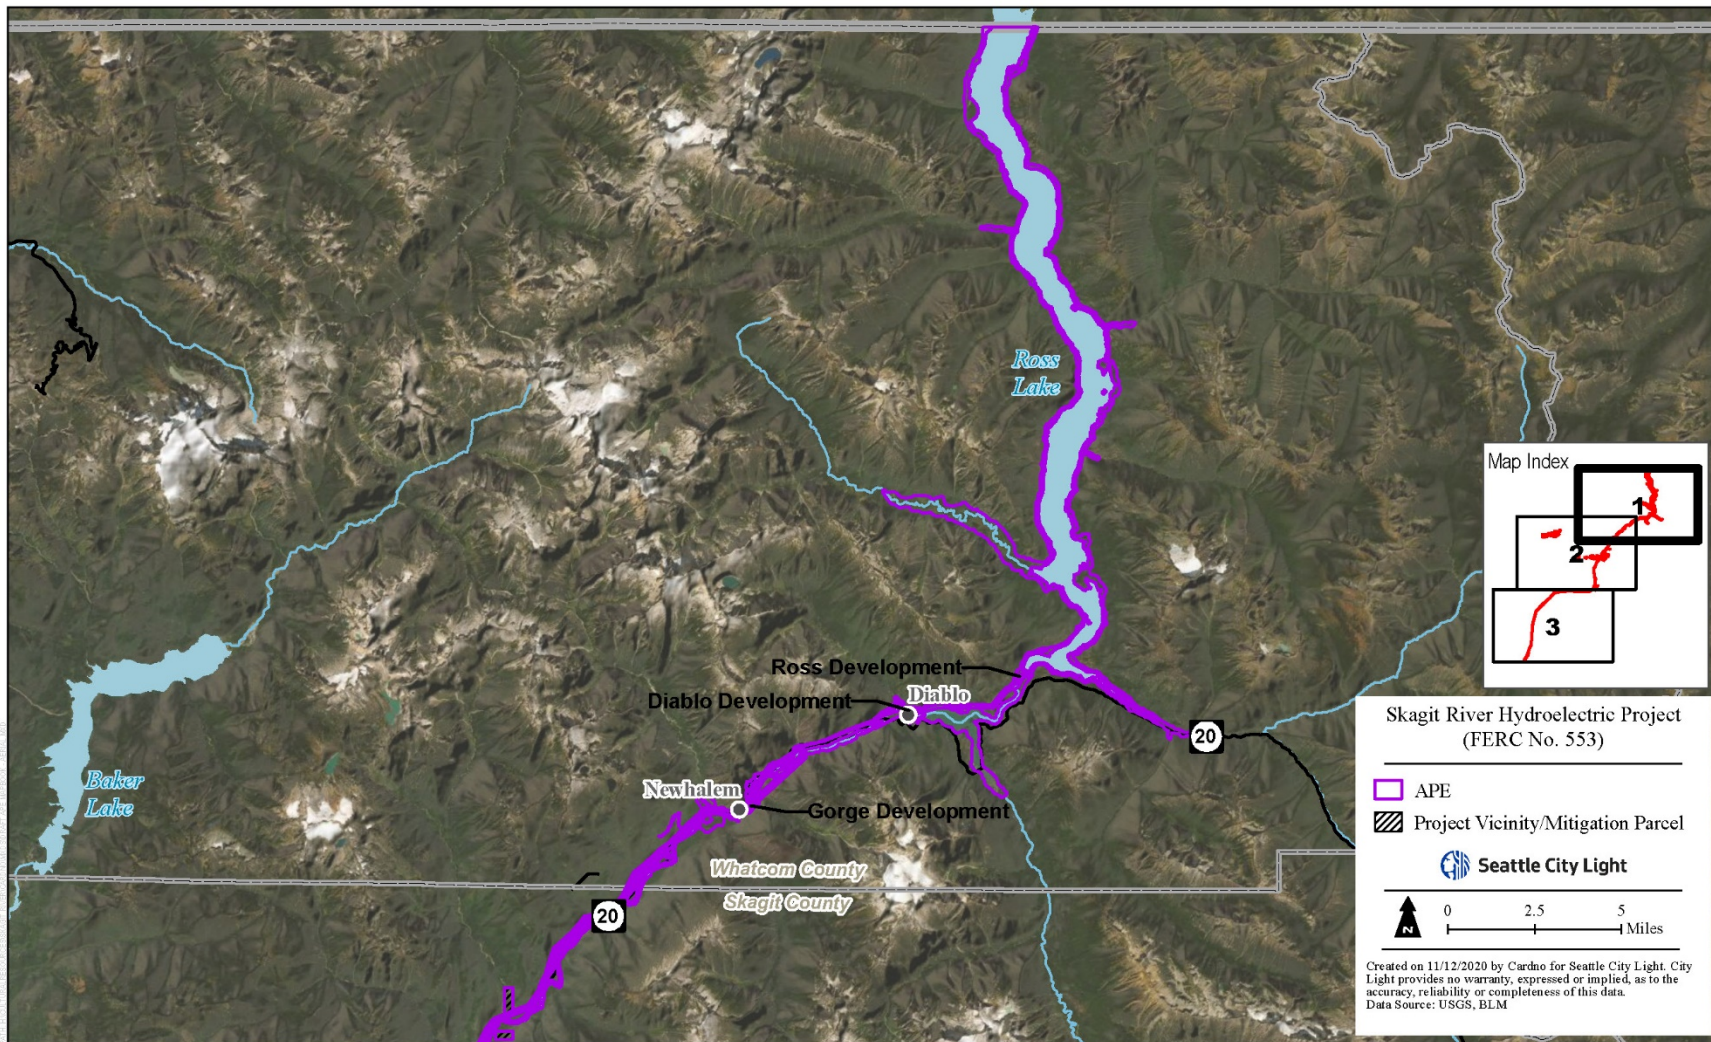 Ross
Lake
Map Index
1
2
3
Ross Development
Diablo
Diablo Development
20
Baker
Lake
Newhalem
Gorge Development
Whatcom County
Skagit County
20
Skagit River Hydroelectric Project
(FERC No. 553)
APE
Project Vicinity/Mitigation Parcel
Seattle City Light
N
0 2.5 5
Miles
Created on 11/12/2020 by Cardno for Seattle City Light. City
Light provides no warranty, expressed or implied, as to the
accuracy, reliability or completeness of this data.
Data Source: USGS, BLM